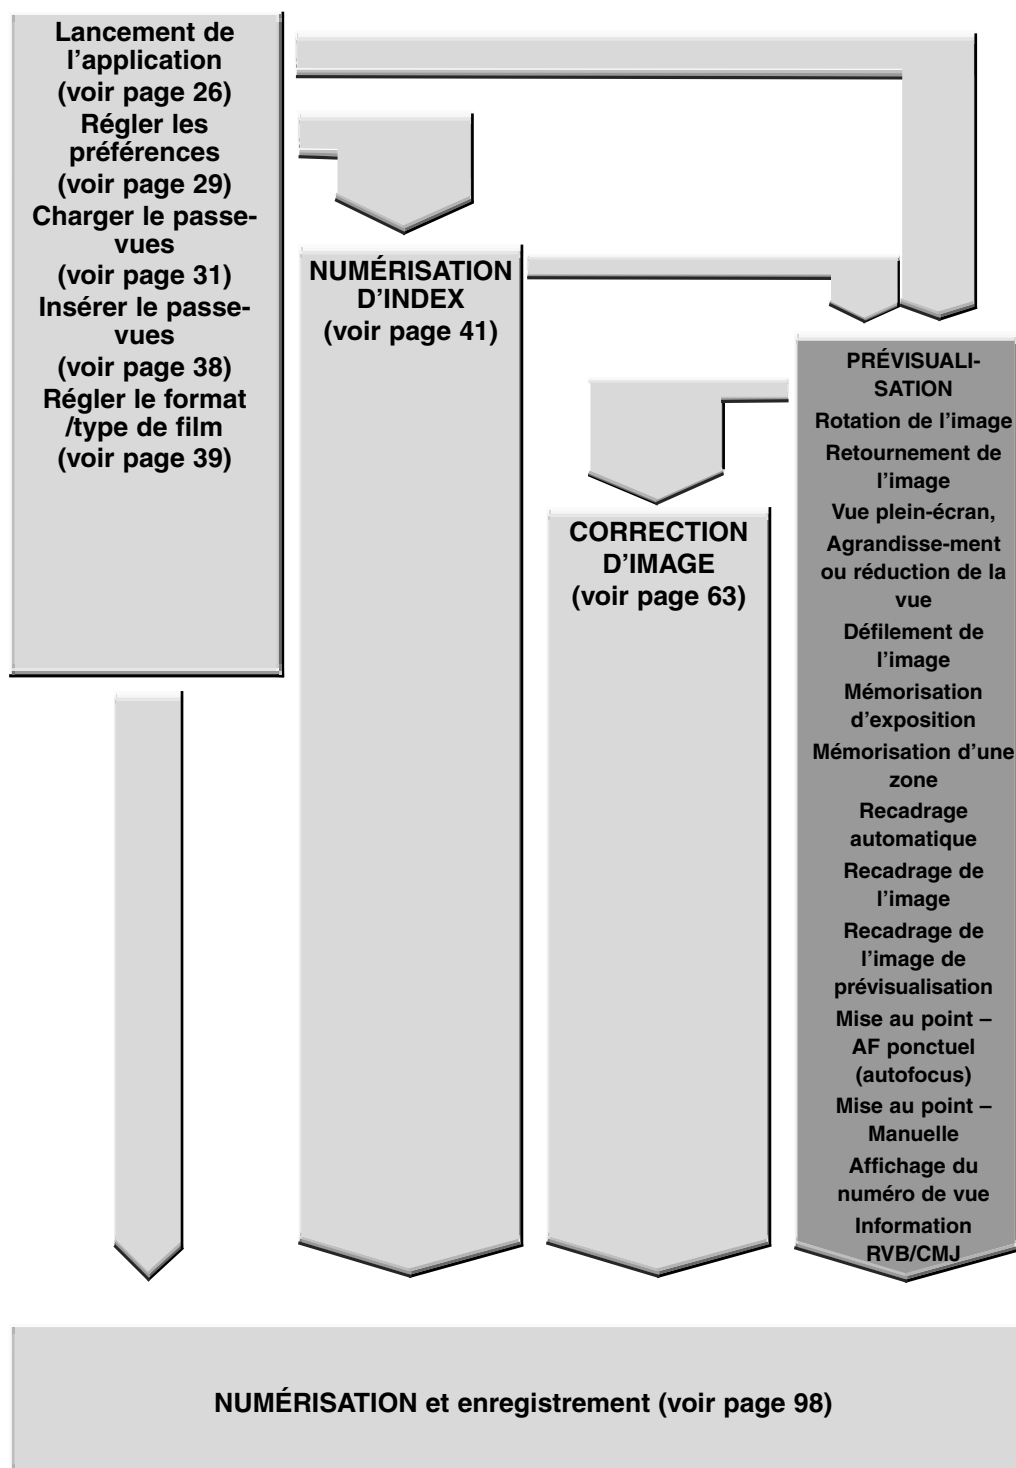 Lancement de
l’application
(voir page 26)
Régler les
préférences
(voir page 29)
Charger le passe-
vues
(voir page 31)
Insérer le passe-
vues
(voir page 38)
Régler le format
/type de film
(voir page 39)
NUMÉRISATION
D’INDEX
(voir page 41)
CORRECTION
D’IMAGE
(voir page 63)
PRÉVISUALI-
SATION
Rotation de l’image
Retournement de
l’image
Vue plein-écran,
Agrandisse-ment
ou réduction de la
vue
Défilement de
l’image
Mémorisation
d’exposition
Mémorisation d’une
zone
Recadrage
automatique
Recadrage de
l’image
Recadrage de
l’image de
prévisualisation
Mise au point –
AF ponctuel
(autofocus)
Mise au point –
Manuelle
Affichage du
numéro de vue
Information
RVB/CMJ
NUMÉRISATION et enregistrement (voir page 98)